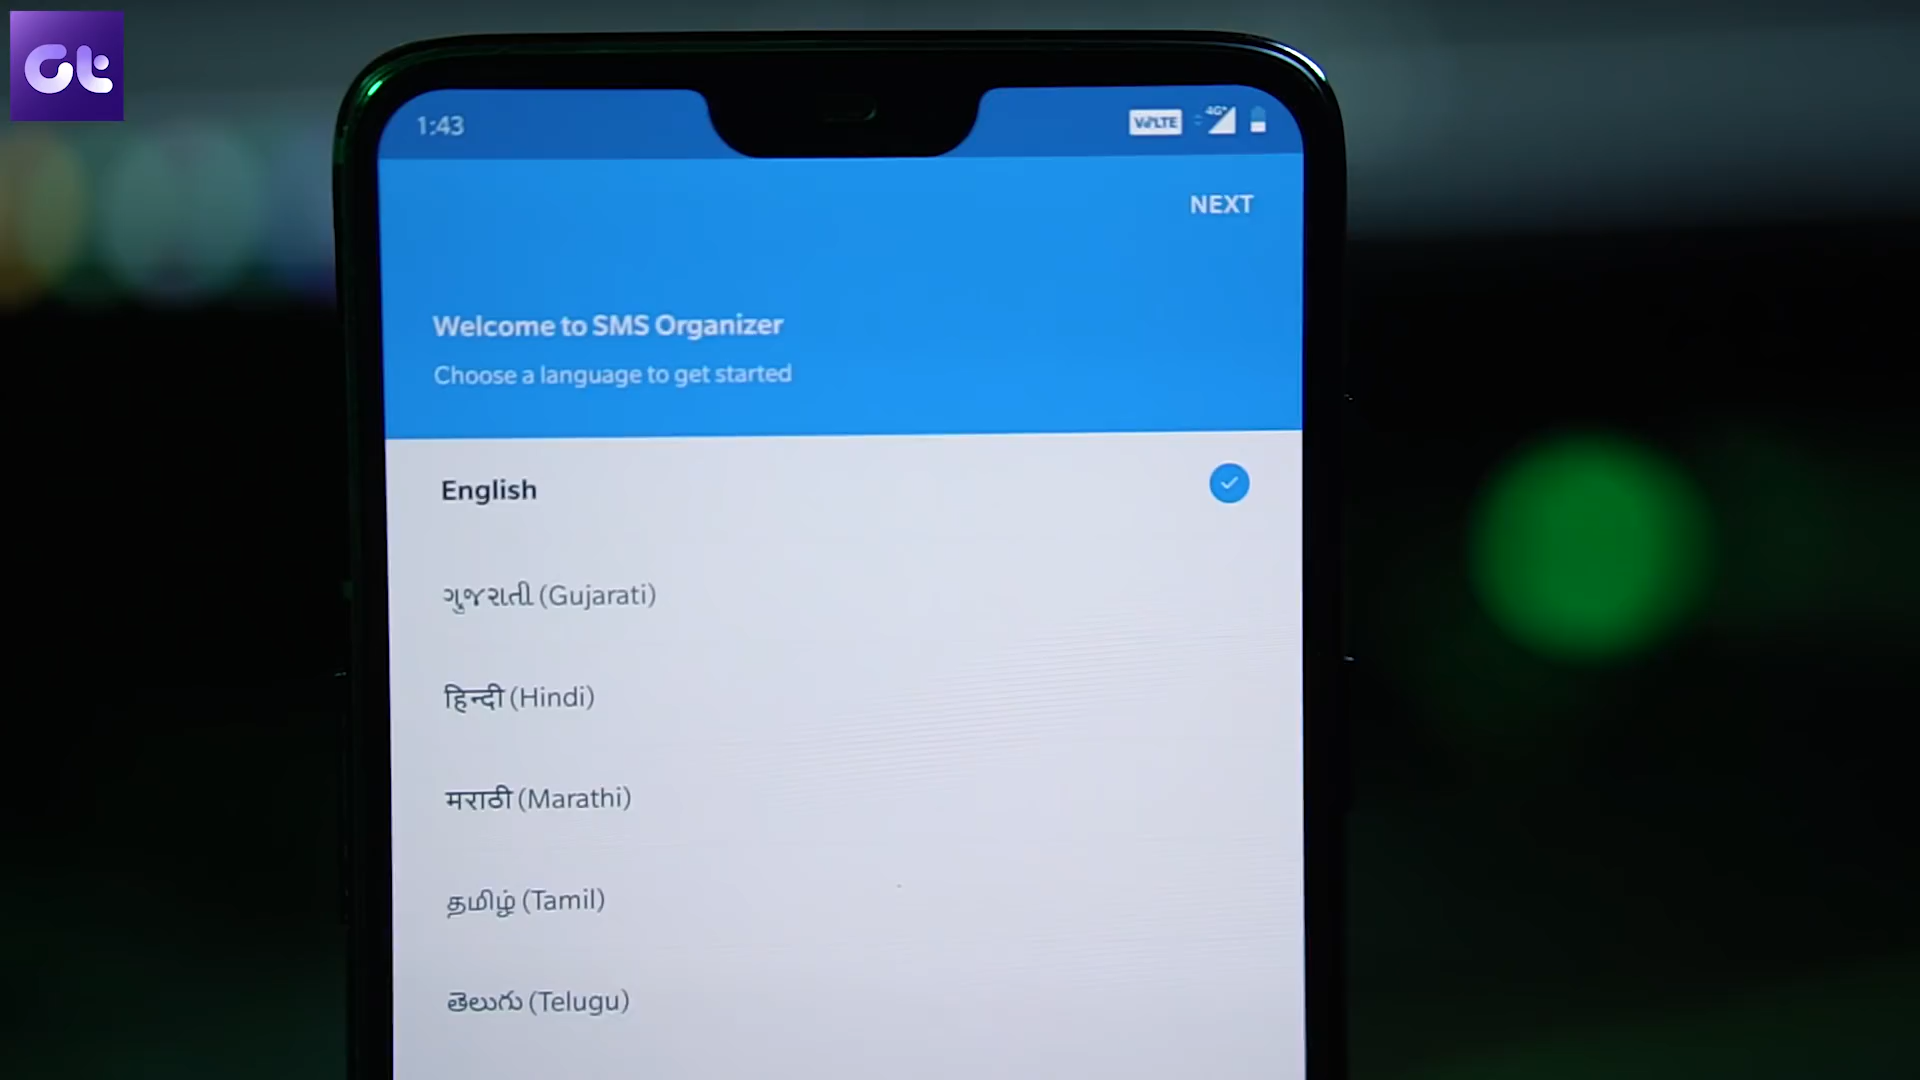 Gt
1:43
VoLTE 4G+
NEXT
Welcome to SMS Organizer
Choose a language to get started
English
ગુજરાતી (Gujarati)
हिन्दी (Hindi)
मराठी (Marathi)
தமிழ் (Tamil)
తెలుగు (Telugu)